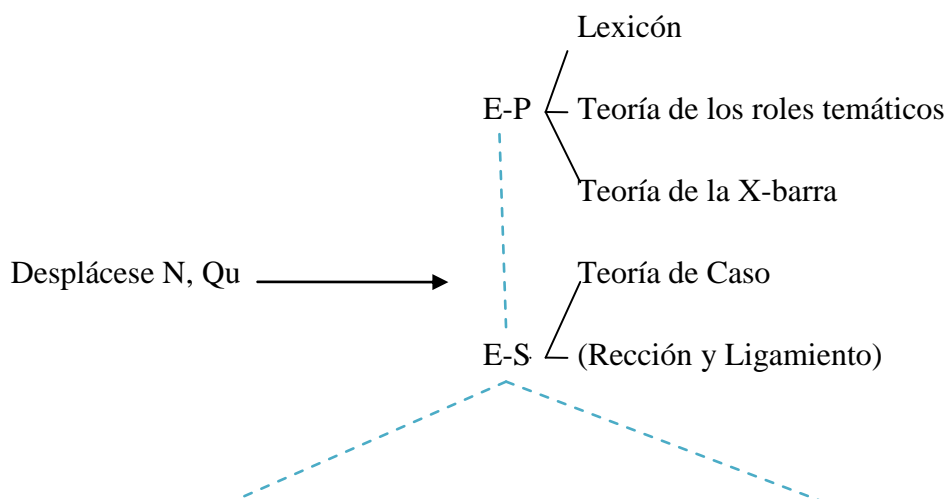 Lexicón
E-P
Teoría de los roles temáticos
Teoría de la X-barra
Desplácese N, Qu
Teoría de Caso
E-S
(Rección y Ligamiento)